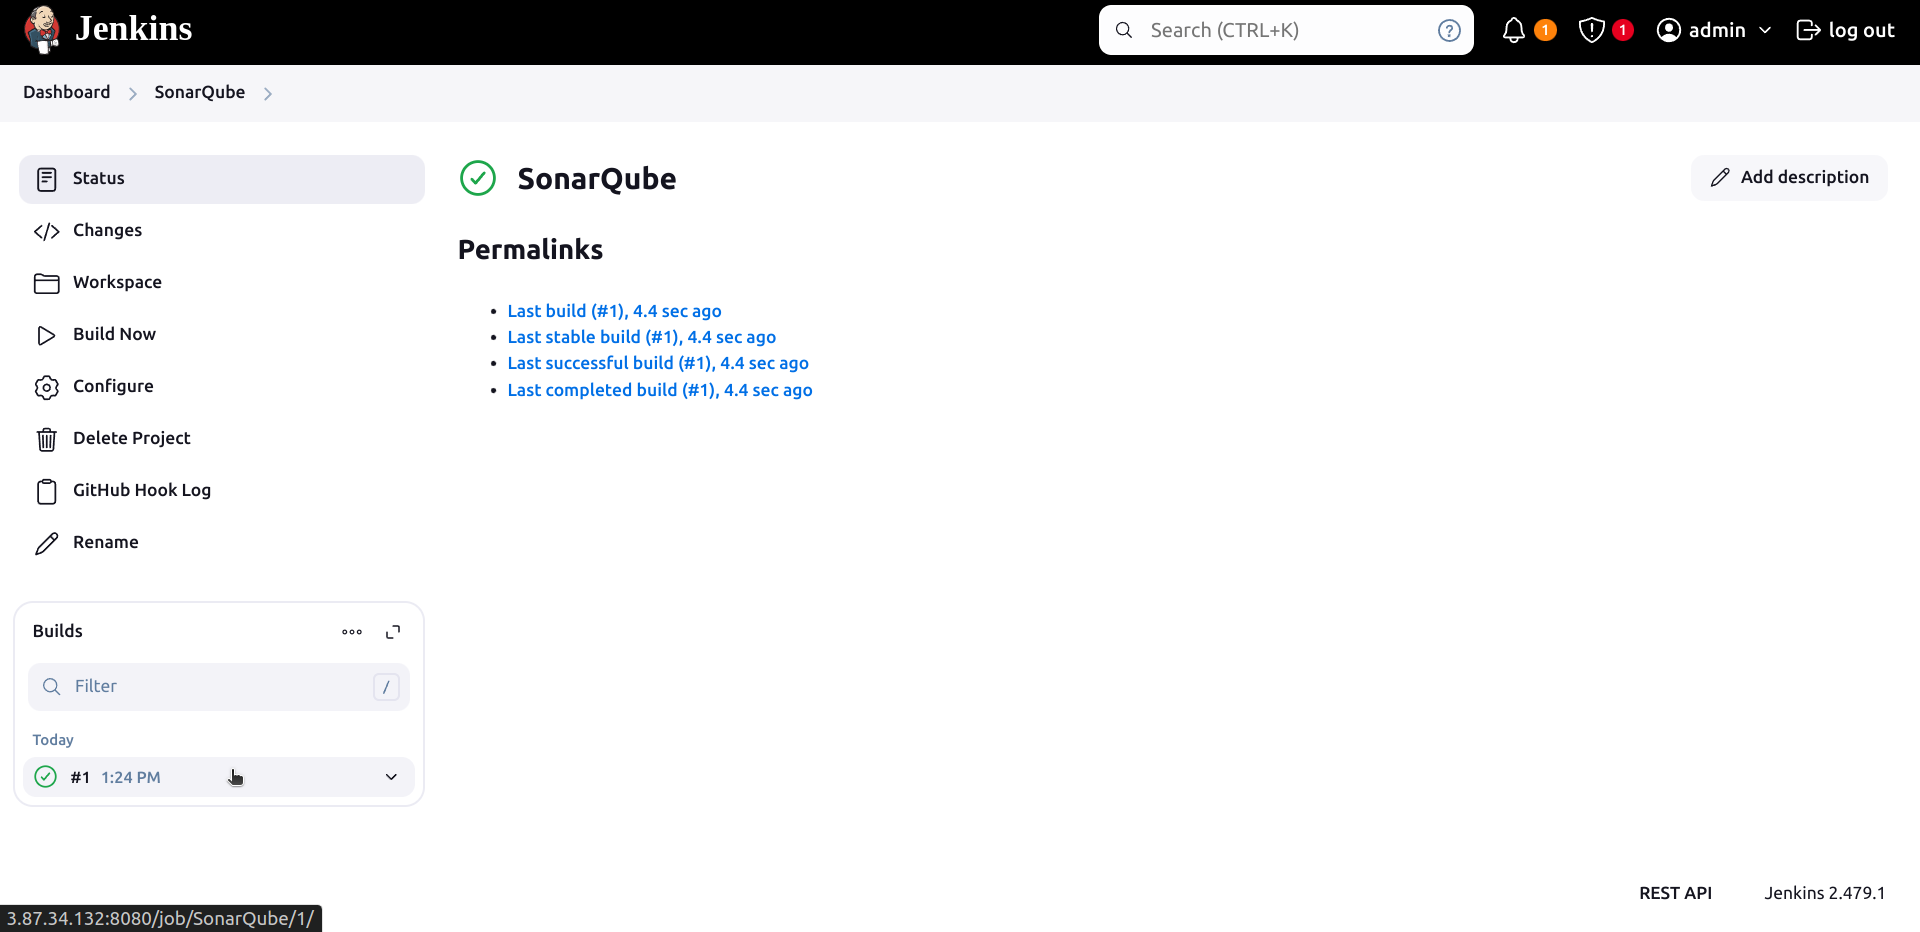 Jenkins
Search (CTRL+K)
?
1
1
admin
log out
Dashboard
SonarQube
Status
Changes
Workspace
Build Now
Configure
Delete Project
GitHub Hook Log
Rename
SonarQube
Add description
Permalinks
Last build (#1), 4.4 sec ago
Last stable build (#1), 4.4 sec ago
Last successful build (#1), 4.4 sec ago
Last completed build (#1), 4.4 sec ago
Builds
Filter
/
Today
#1 1:24 PM
REST API
Jenkins 2.479.1
3.87.34.132:8080/job/SonarQube/1/